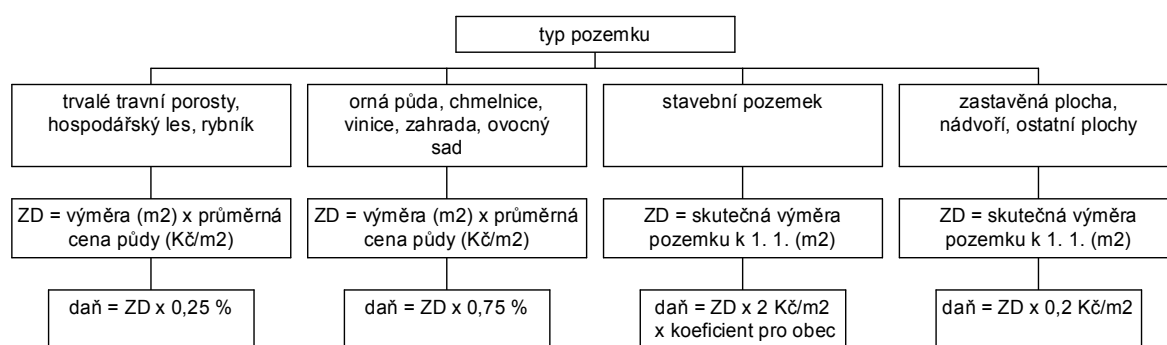 typ pozemku
trvalé travní porosty,
hospodářský les, rybník
orná půda, chmelnice,
vinice, zahrada, ovocný
sad
stavební pozemek
zastavěná plocha,
nádvoří, ostatní plochy
ZD = výměra (m2) x průměrná
cena půdy (Kč/m2)
ZD = výměra (m2) x průměrná
cena půdy (Kč/m2)
ZD = skutečná výměra
pozemku k 1. 1. (m2)
ZD = skutečná výměra
pozemku k 1. 1. (m2)
daň = ZD x 0,25 %
daň = ZD x 0,75 %
daň = ZD x 2 Kč/m2
x koeficient pro obec
daň = ZD x 0,2 Kč/m2